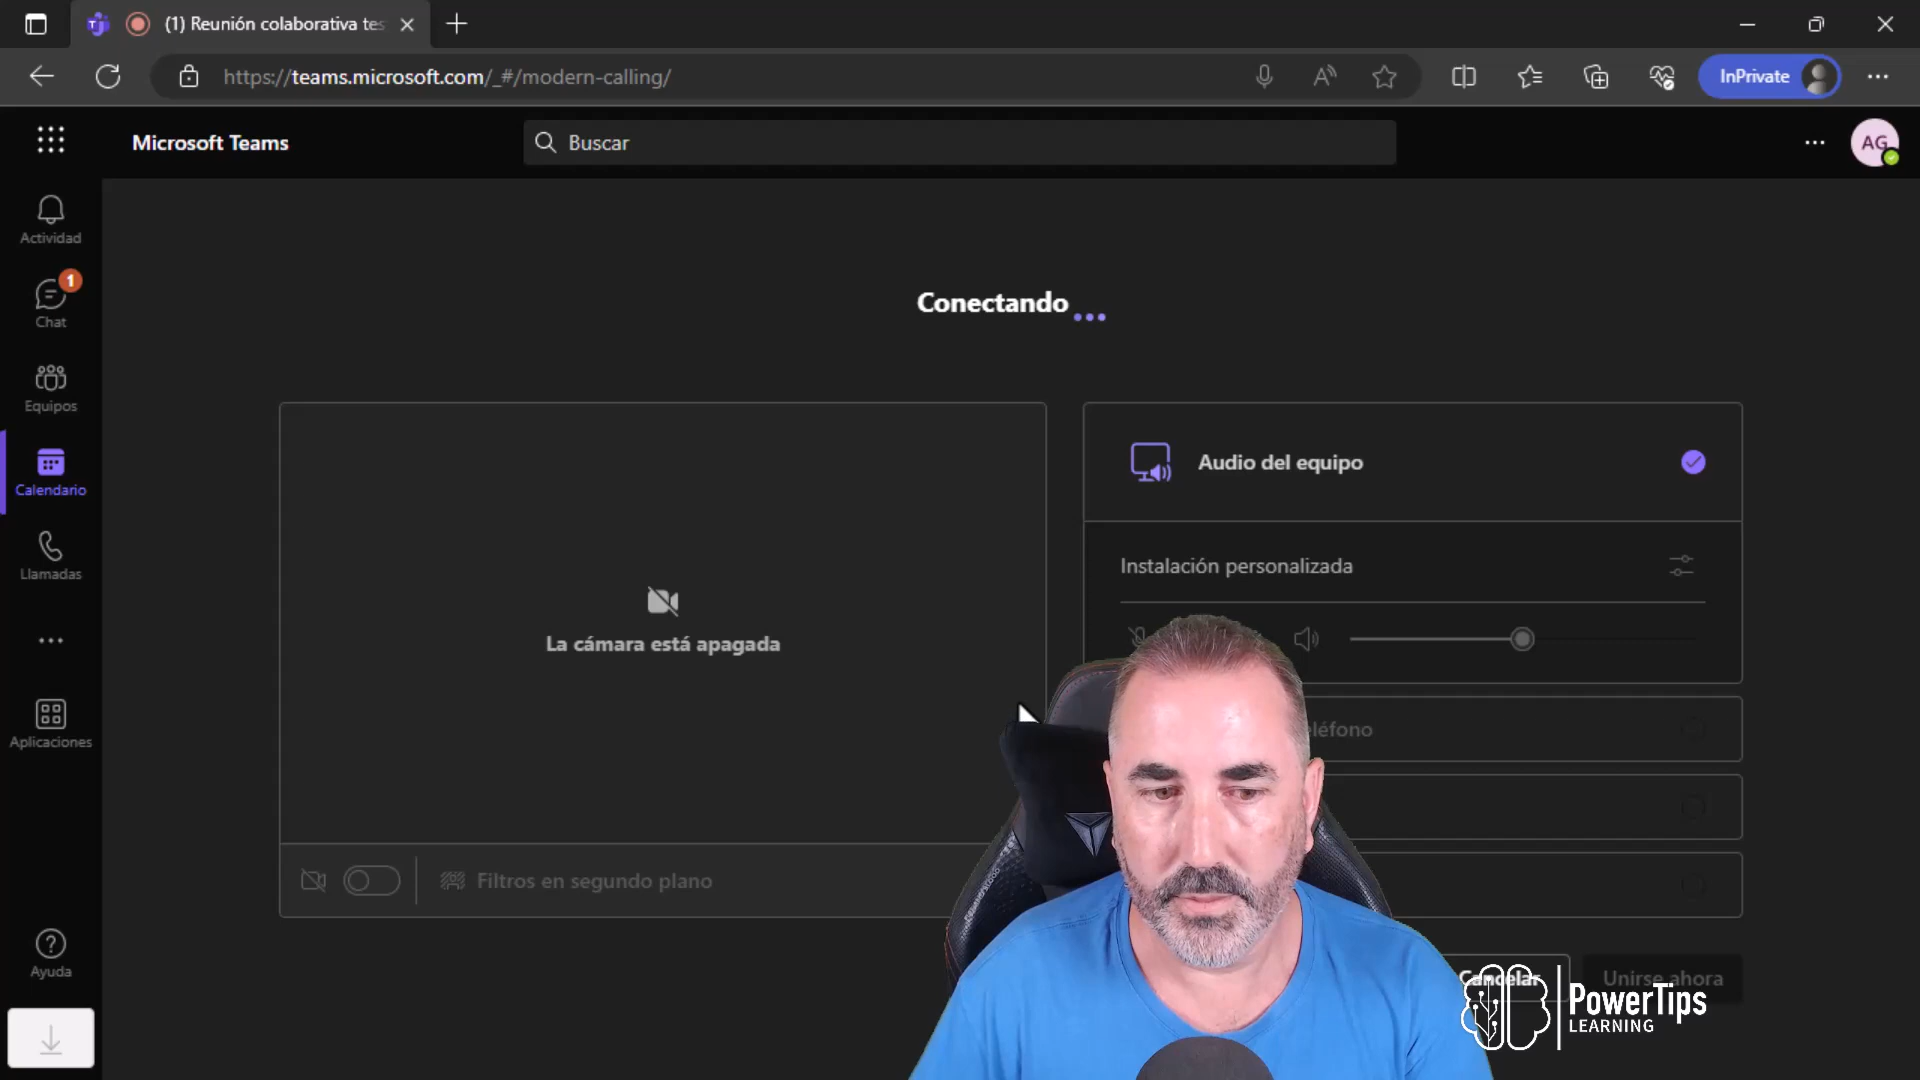 (1) Reunión colaborativa tes
https://teams.microsoft.com/_#/modern-calling/
InPrivate
Microsoft Teams
Buscar
AG
Actividad
1
Chat
Equipos
Calendario
Llamadas
Aplicaciones
Ayuda
Conectando...
La cámara está apagada
Filtros en segundo plano
Audio del equipo
Instalación personalizada
Cancelar
Unirse ahora
PowerTips
LEARNING